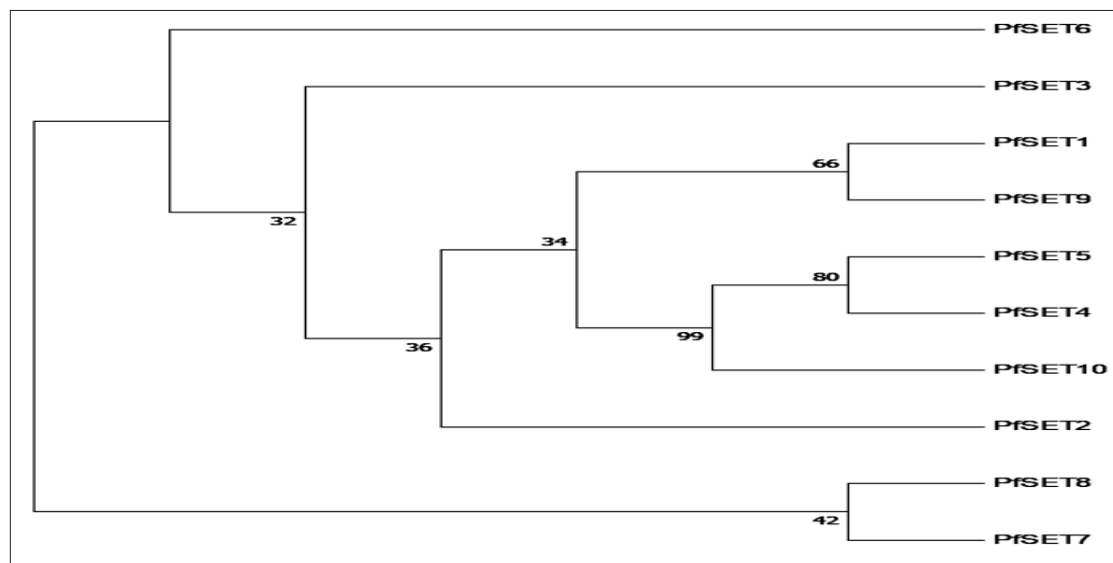 PfSET6
PfSET3
PfSET1
66
PfSET9
32
34
PfSET5
80
PfSET4
99
36
PfSET10
PfSET2
PfSET8
42
PfSET7